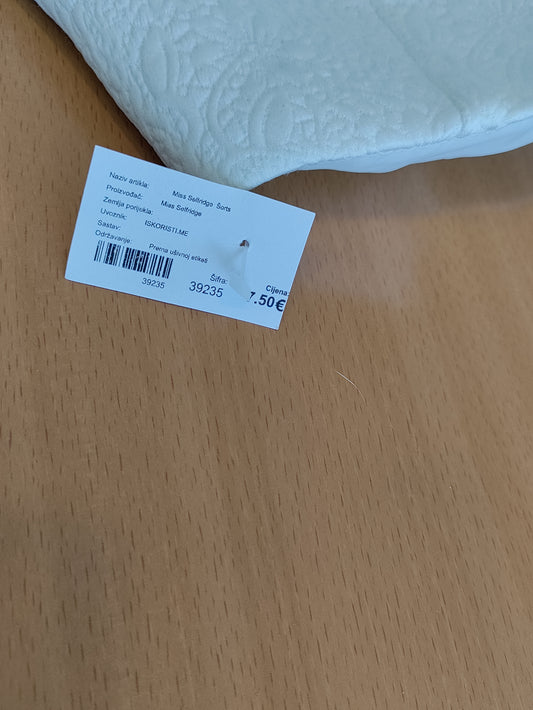 Naziv artikla: Miss Selfridge Šorts
Proizvođač: Miss Selfridge
Zemlja porijekla:
Uvoznik: ISKORISTI.ME
Sastav:
Održavanje: Prema ušivnoj etiketi
Šifra: Cijena:
39235 39235 7.50€